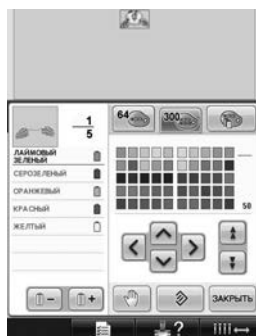 1
5
64
300
ЛАЙМОВЫЙ
ЗЕЛЕНЫЙ
СЕРОЗЕЛЕНЫЙ
ОРАНЖЕВЫЙ
КРАСНЫЙ
ЖЕЛТЫЙ
50
− +
ЗАКРЫТЬ
?